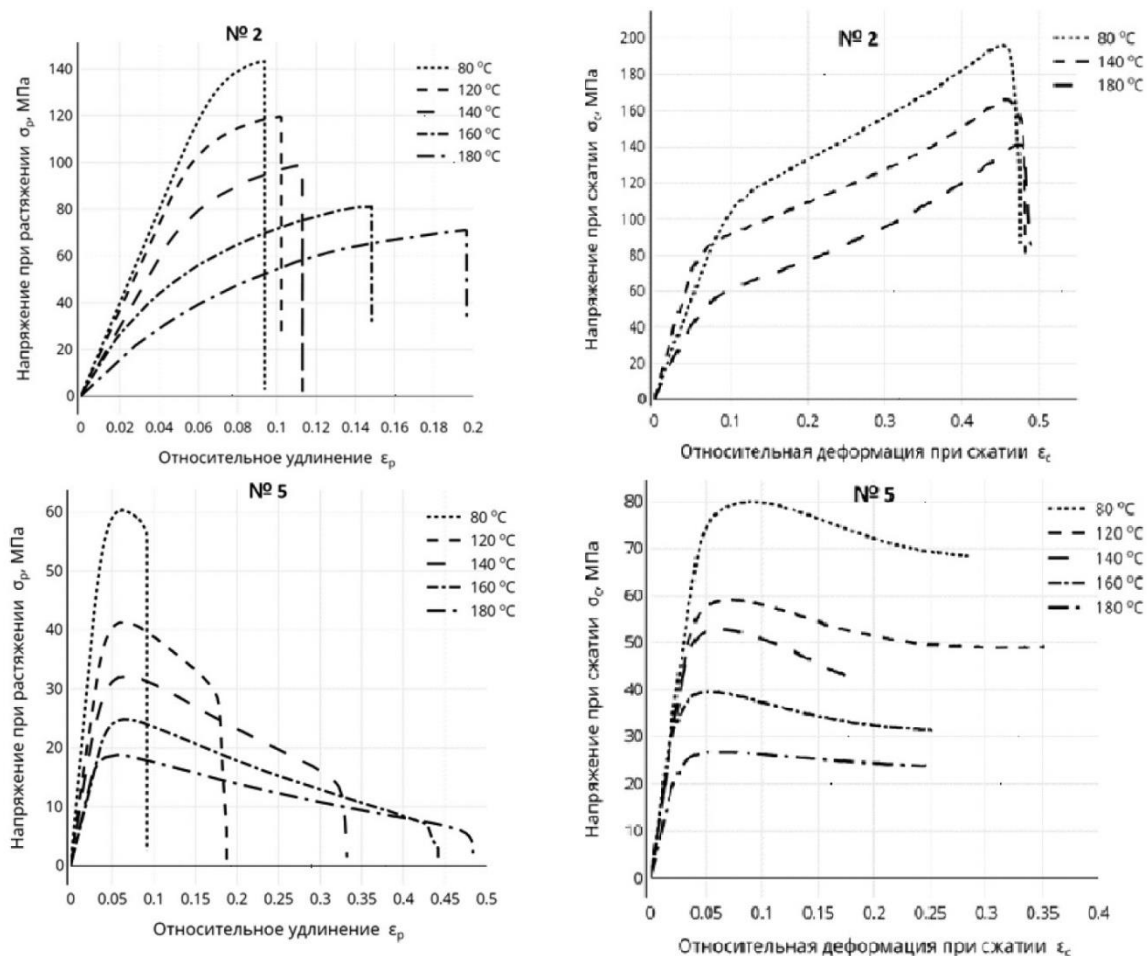 № 2
Напряжение при растяжении σp, МПа
140
120
100
80
60
40
20
0
0 0.02 0.04 0.06 0.08 0.1 0.12 0.14 0.16 0.18 0.2
Относительное удлинение εp
80 °C
120 °C
140 °C
160 °C
180 °C
№ 2
Напряжение при сжатии σc, МПа
200
180
160
140
120
100
80
60
40
20
0
0 0.1 0.2 0.3 0.4 0.5
Относительная деформация при сжатии εc
80 °C
140 °C
180 °C
№ 5
Напряжение при растяжении σp, МПа
60
50
40
30
20
10
0
0 0.05 0.1 0.15 0.2 0.25 0.3 0.35 0.4 0.45 0.5
Относительное удлинение εp
80 °C
120 °C
140 °C
160 °C
180 °C
№ 5
Напряжение при сжатии σc, МПа
80
70
60
50
40
30
20
10
0
0 0.05 0.1 0.15 0.2 0.25 0.3 0.35 0.4
Относительная деформация при сжатии εc
80 °C
120 °C
140 °C
160 °C
180 °C